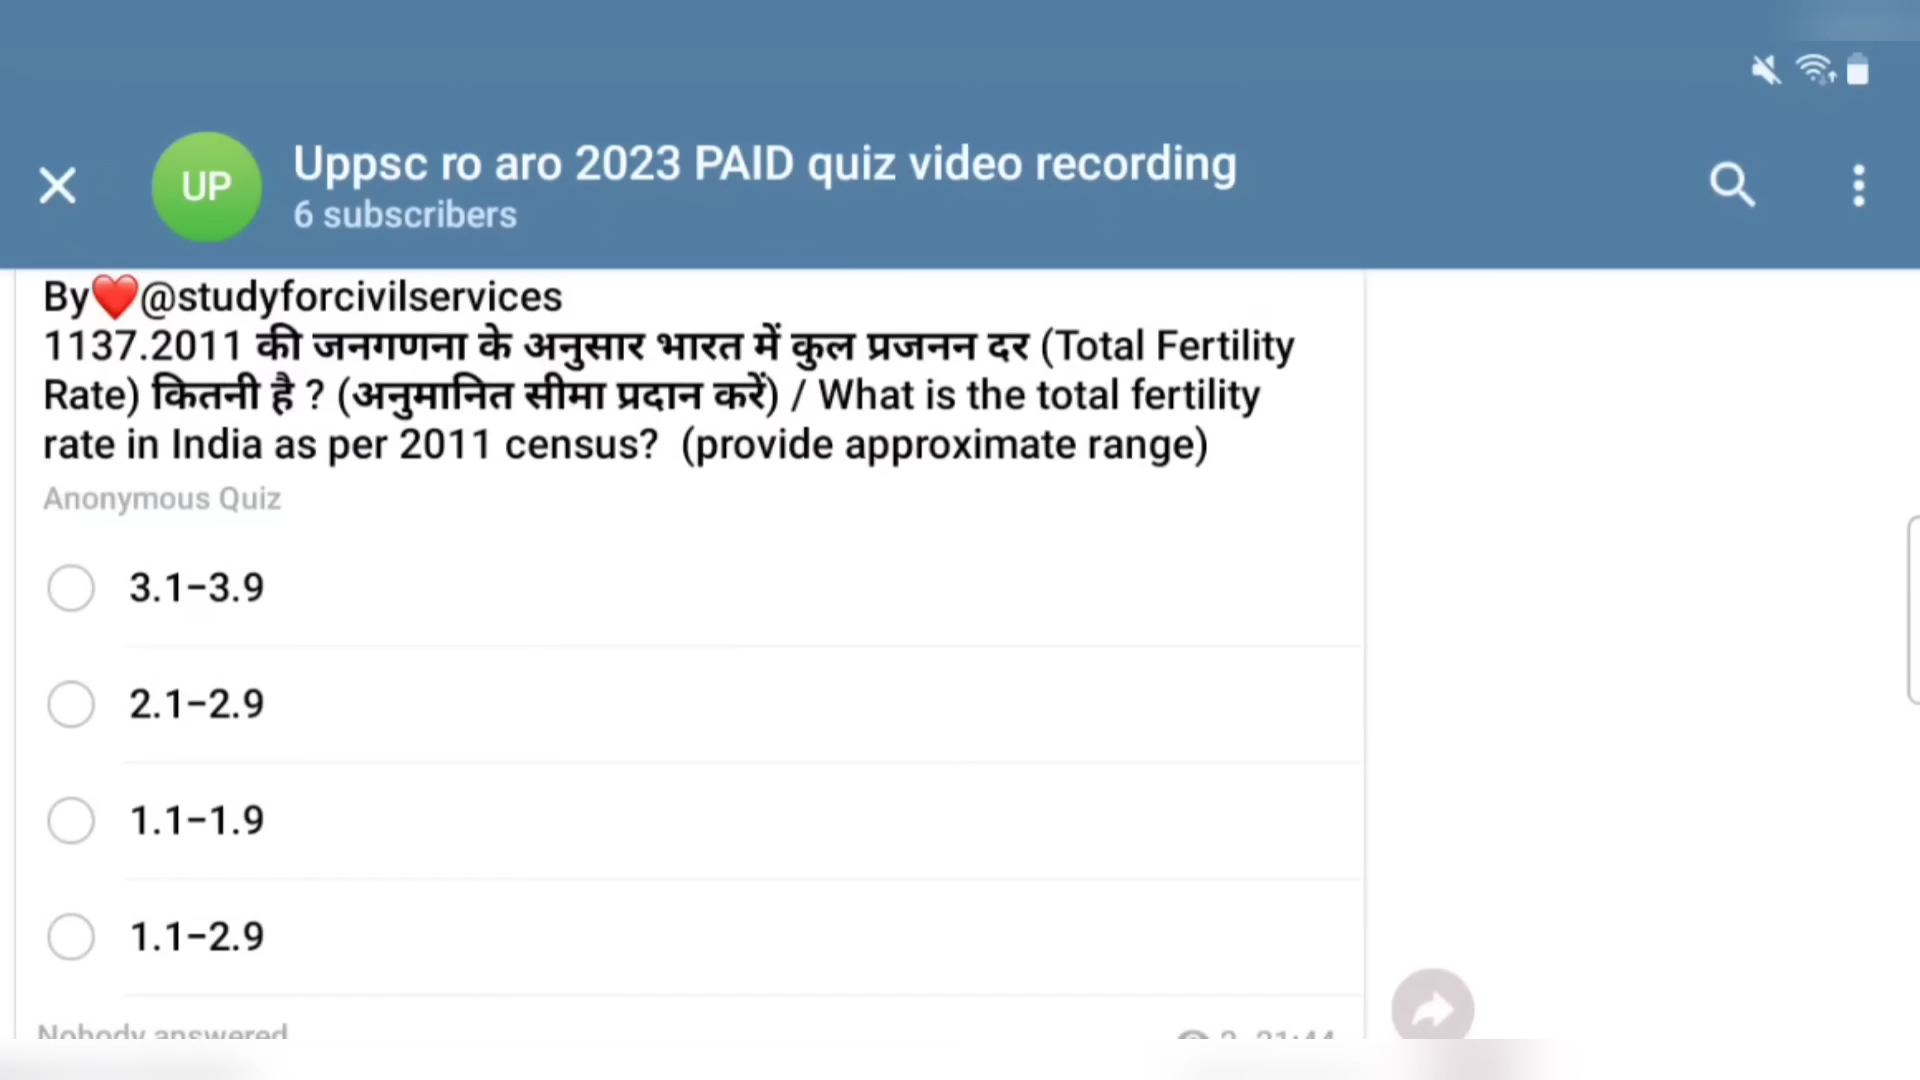 Uppsc ro aro 2023 PAID quiz video recording
UP
6 subscribers
By❤️@studyforcivilservices
1137.2011 की जनगणना के अनुसार भारत में कुल प्रजनन दर (Total Fertility
Rate) कितनी है ? (अनुमानित सीमा प्रदान करें) / What is the total fertility
rate in India as per 2011 census?  (provide approximate range)
Anonymous Quiz
3.1–3.9
2.1–2.9
1.1–1.9
1.1–2.9
Nobody answered
2 21:44